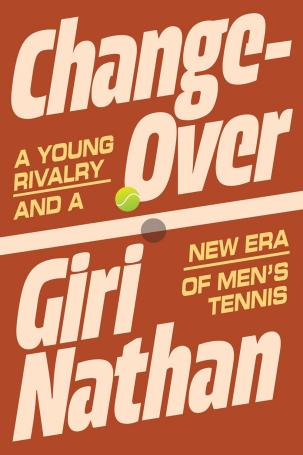 Change-
Over
A YOUNG
RIVALRY
AND A
NEW ERA
OF MEN'S
TENNIS
Giri
Nathan